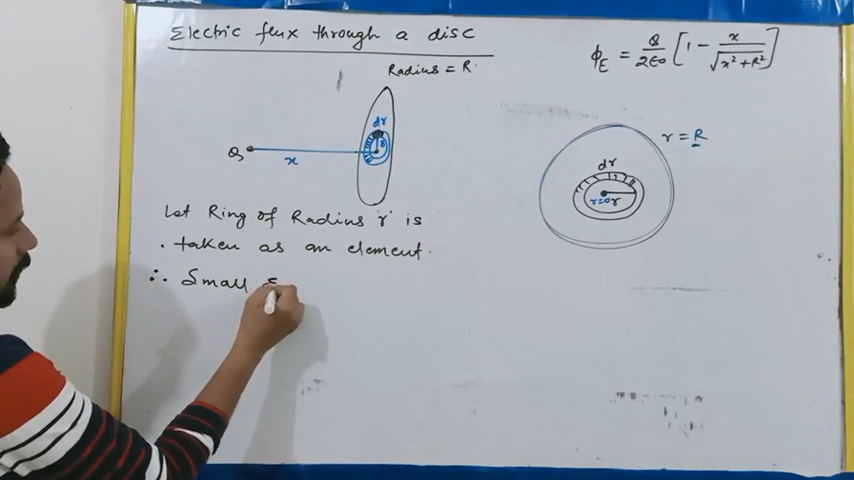 Electric flux through a disc
ϕE = Q/2ϵ0 [1 - x/√(x²+R²)]
Radius = R
dr
r
Q
x
r = R
dr
r=0
r
Let Ring of Radius 'r' is
taken as an element.
∴ Small